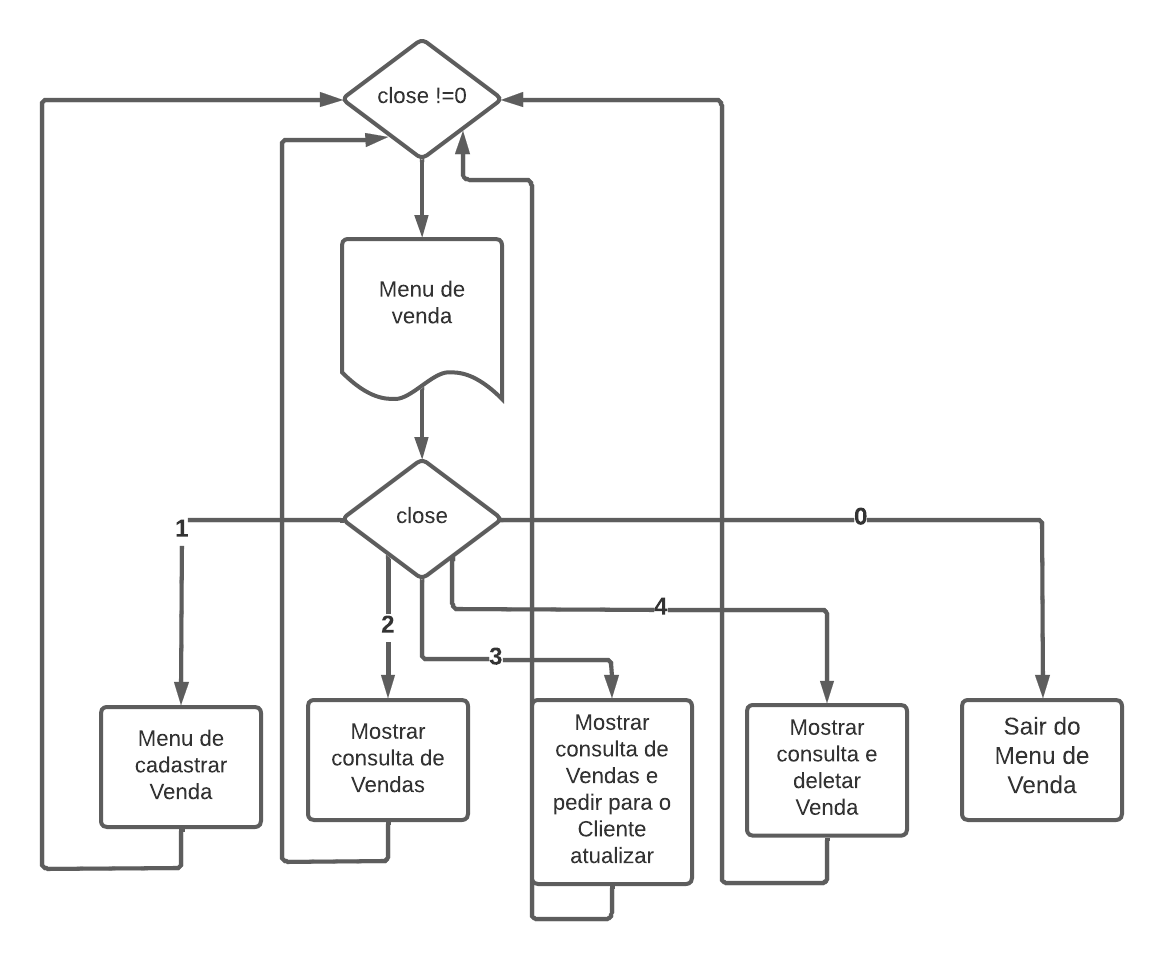 close !=0
Menu de
venda
close
1
0
2
4
3
Menu de
cadastrar
Venda
Mostrar
consulta de
Vendas
Mostrar
consulta de
Vendas e
pedir para o
Cliente
atualizar
Mostrar
consulta e
deletar
Venda
Sair do
Menu de
Venda